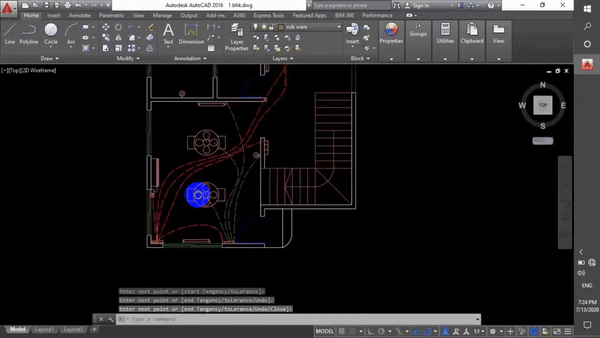 Autodesk AutoCAD 2016 1 bhk.dwg
Type a keyword or phrase
Sign In
Home Insert Annotate Parametric View Manage Output Add-ins A360 Express Tools Featured Apps BIM 360 Performance
Line Polyline Circle Arc
Text Dimension
Layer Properties
Insert
Properties Groups Utilities Clipboard View
Draw Modify Annotation Layers Block
[−][Top][2D Wireframe]
N
W TOP E
S
WCS
Enter next point or [start Tangency/toLerance]:
Enter next point or [end Tangency/toLerance/Undo]:
Enter next point or [end Tangency/toLerance/Undo/Close]:
Type a command
Model Layout1 Layout2 +
MODEL
ENG
7:24 PM
7/13/2020